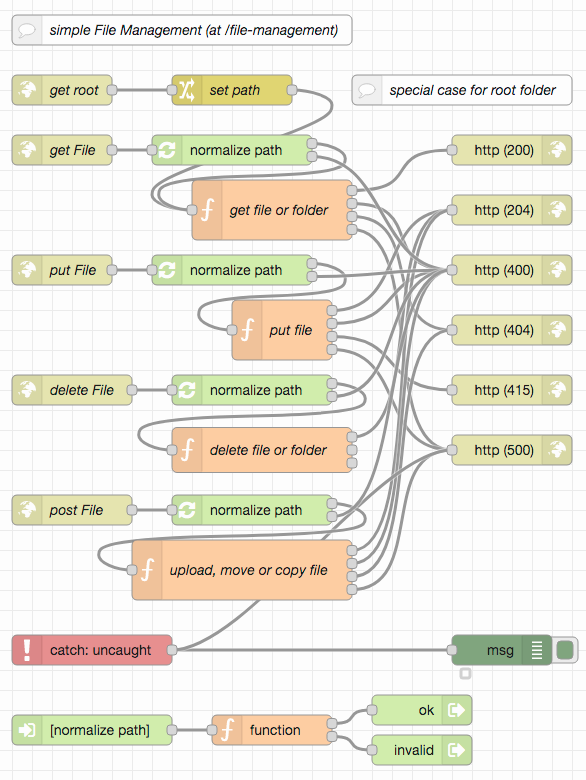 simple File Management (at /file-management)
get root
set path
special case for root folder
get File
normalize path
http (200)
get file or folder
http (204)
put File
normalize path
http (400)
put file
http (404)
delete File
normalize path
http (415)
delete file or folder
http (500)
post File
normalize path
upload, move or copy file
catch: uncaught
msg
[normalize path]
function
ok
invalid